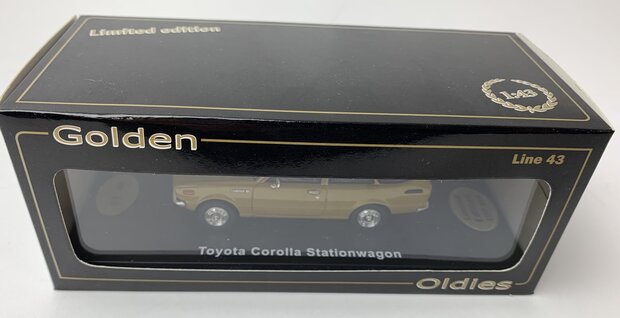 Limited edition
1:43
Golden
Line 43
Toyota Corolla Stationwagon
Oldies